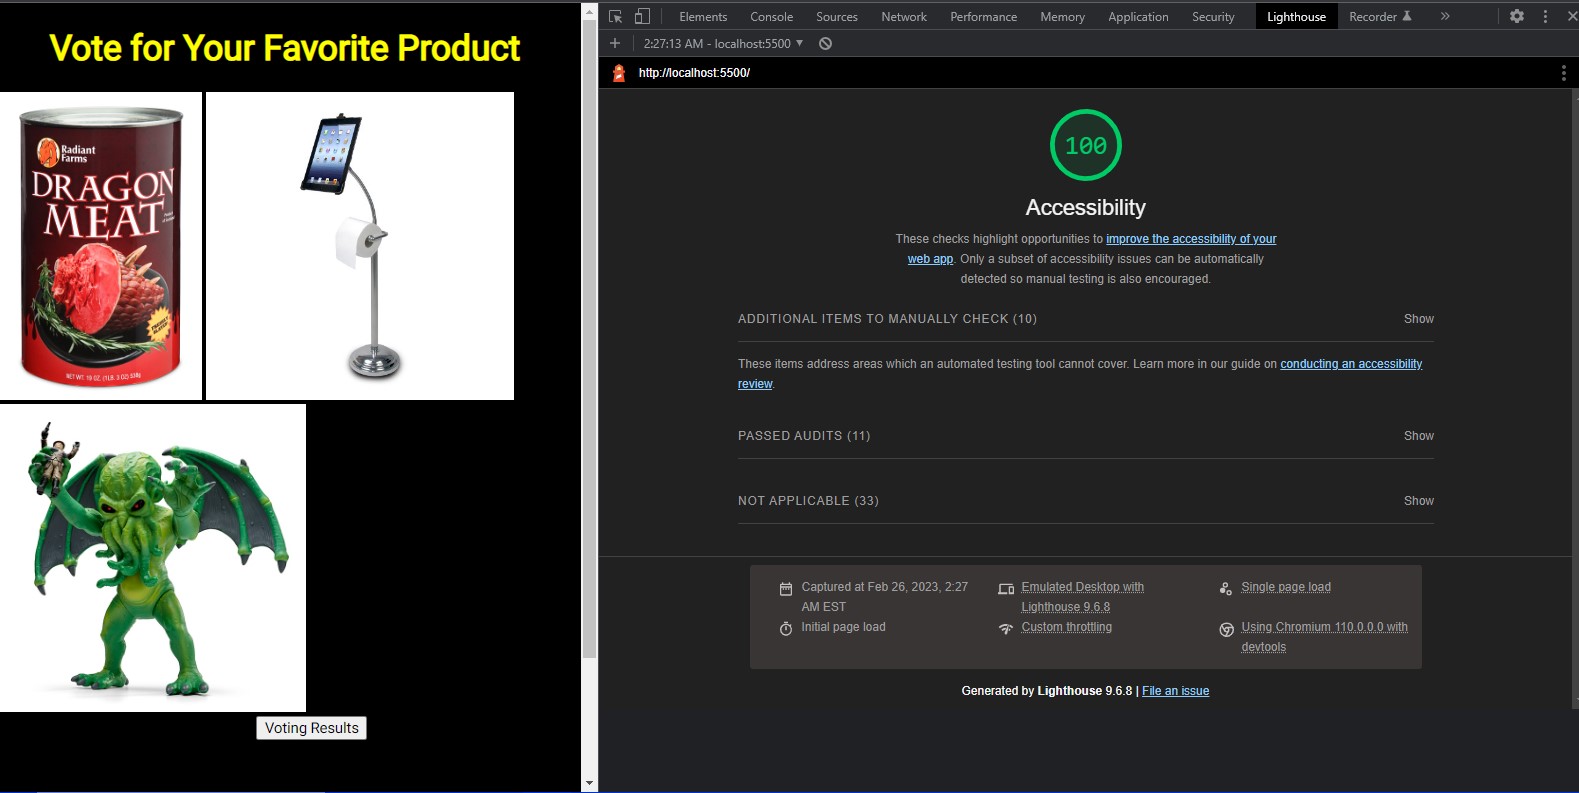 Vote for Your Favorite Product
Radiant
Farms
DRAGON
MEAT
NET WT. 19 OZ. (1LB. 3 OZ) 538g
Voting Results
Elements Console Sources Network Performance Memory Application Security Lighthouse Recorder
2:27:13 AM - localhost:5500
http://localhost:5500/
100
Accessibility
These checks highlight opportunities to improve the accessibility of your
web app. Only a subset of accessibility issues can be automatically
detected so manual testing is also encouraged.
ADDITIONAL ITEMS TO MANUALLY CHECK (10) Show
These items address areas which an automated testing tool cannot cover. Learn more in our guide on conducting an accessibility
review.
PASSED AUDITS (11) Show
NOT APPLICABLE (33) Show
Captured at Feb 26, 2023, 2:27
AM EST
Initial page load
Emulated Desktop with
Lighthouse 9.6.8
Custom throttling
Single page load
Using Chromium 110.0.0.0 with
devtools
Generated by Lighthouse 9.6.8 | File an issue